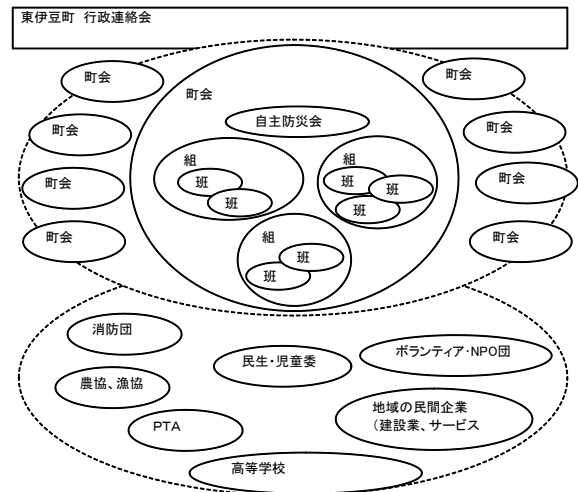 東伊豆町 行政連絡会
町会
町会
町会
自主防災会
町会
町会
組
組
班
班
班
班
班
町会
町会
町会
町会
組
班
班
消防団
民生・児童委
ボランティア・NPO団
農協、漁協
地域の民間企業
（建設業、サービス
PTA
高等学校